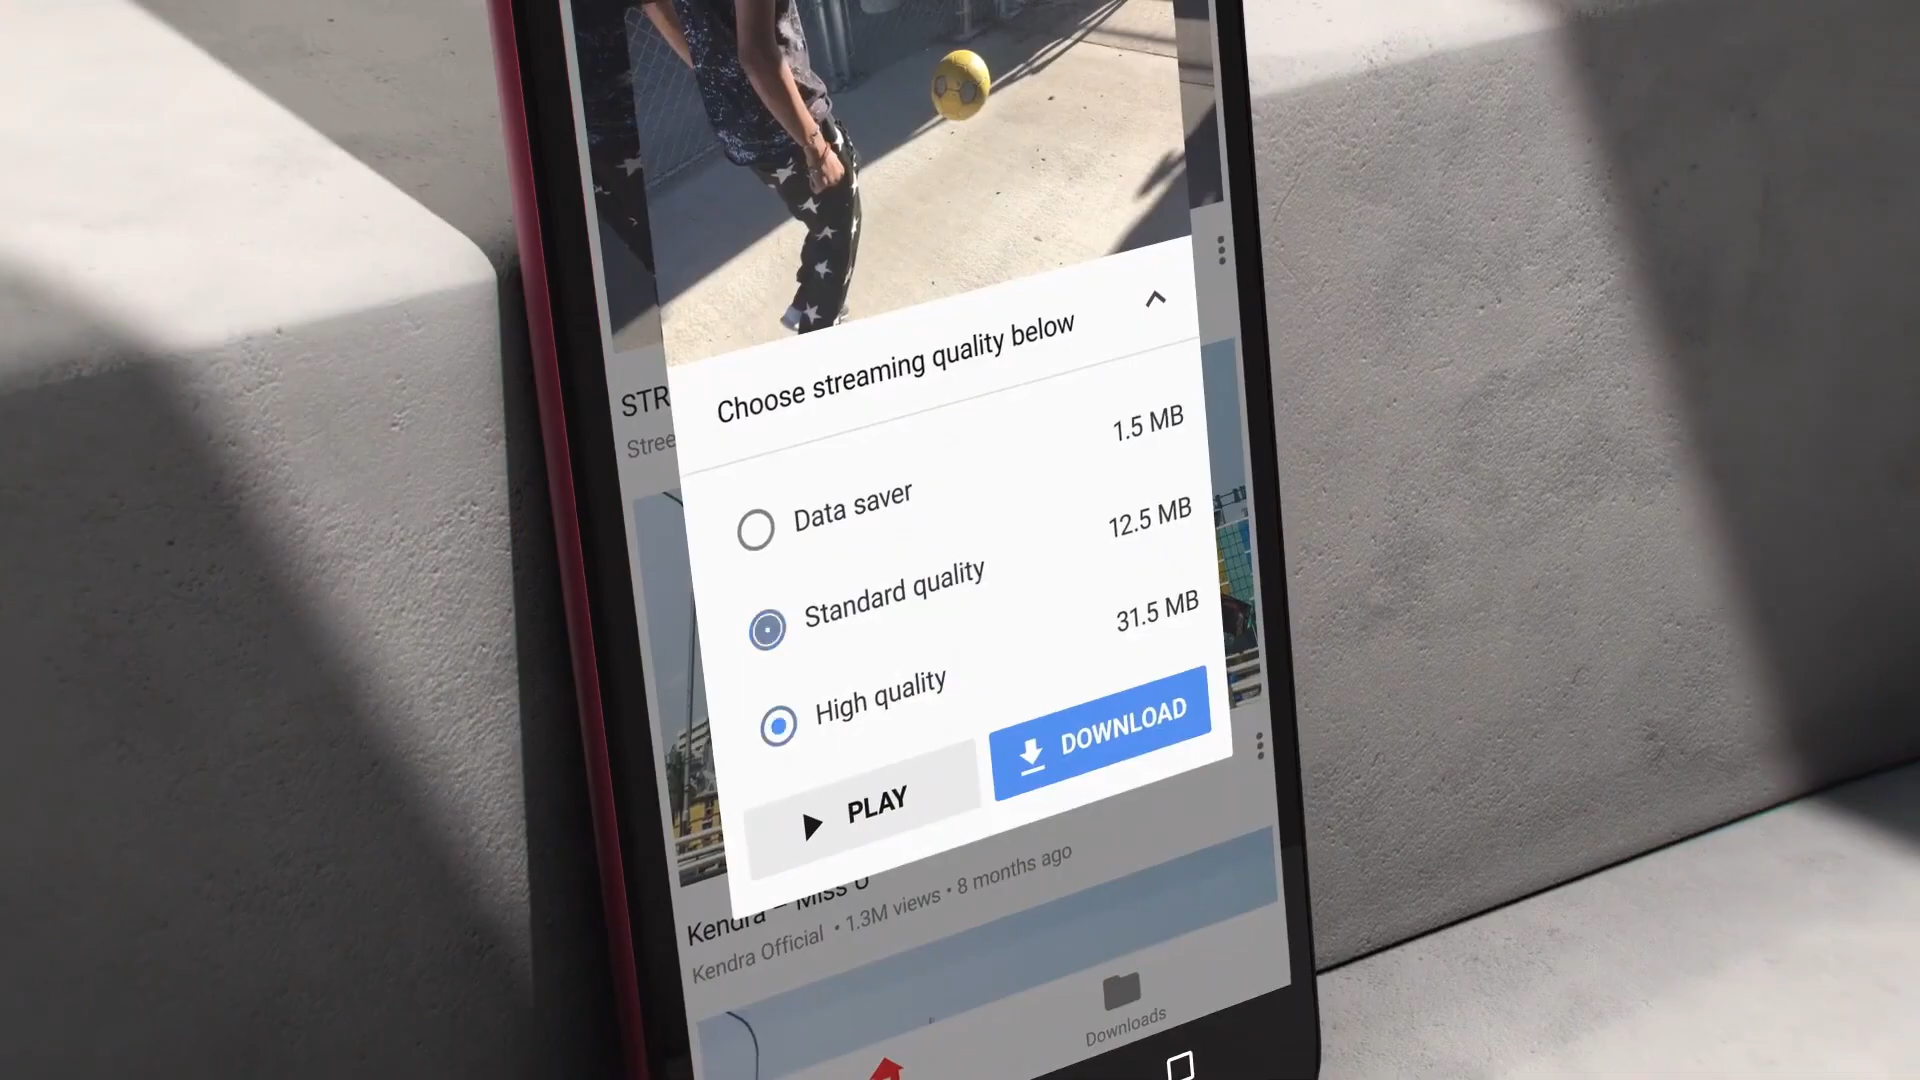 STR
Stree
Choose streaming quality below
Data saver 1.5 MB
Standard quality 12.5 MB
High quality 31.5 MB
PLAY
DOWNLOAD
Kendra – Miss
Kendra Official • 1.3M views • 8 months ago
Downloads